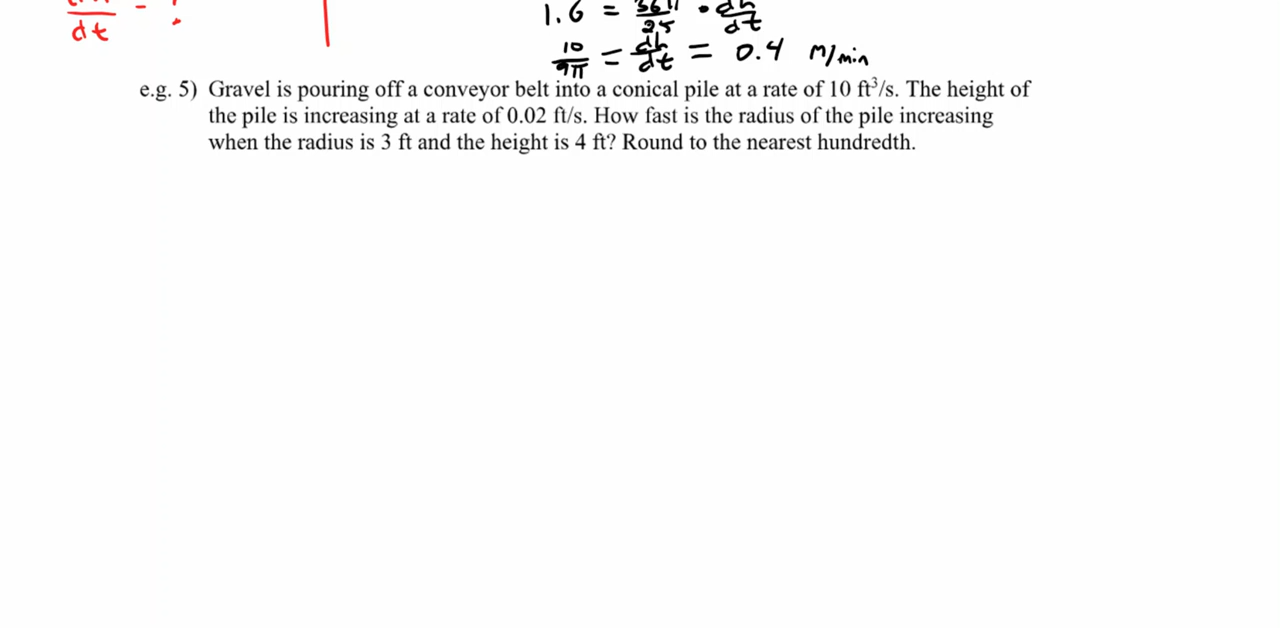 dt = ?
1.6 = 36π/25 · dh/dt
10/9π = dh/dt = 0.4 m/min
e.g. 5) Gravel is pouring off a conveyor belt into a conical pile at a rate of 10 ft³/s. The height of
the pile is increasing at a rate of 0.02 ft/s. How fast is the radius of the pile increasing
when the radius is 3 ft and the height is 4 ft? Round to the nearest hundredth.